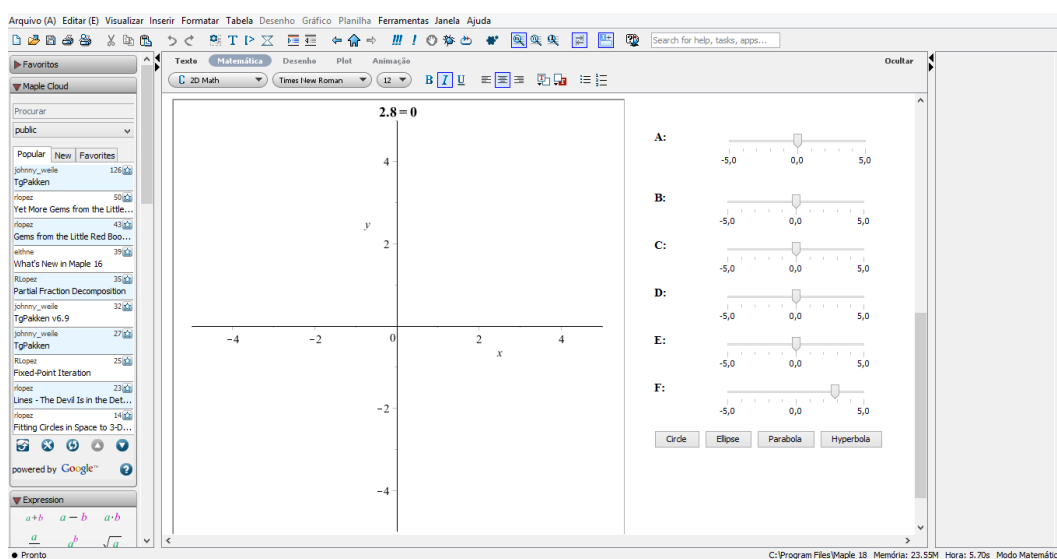 Arquivo (A) Editar (E) Visualizar Inserir Formatar Tabela Desenho Gráfico Planilha Ferramentas Janela Ajuda
Search for help, tasks, apps...
Favoritos
Maple Cloud
Procurar
public
Popular New Favorites
johnny_weile 126
TgPakken
rlopez 50
Yet More Gems from the Little...
rlopez 43
Gems from the Little Red Boo...
eithne 39
What's New in Maple 16
RLopez 35
Partial Fraction Decomposition
johnny_weile 32
TgPakken v6.9
johnny_weile 27
TgPakken
RLopez 25
Fixed-Point Iteration
rlopez 23
Lines - The Devil Is in the Det...
rlopez 14
Fitting Circles in Space to 3-D...
powered by Google™
Expression
a+b a − b a·b
a a^b √a
Pronto
Texto Matemática Desenho Plot Animação Ocultar
C 2D Math Times New Roman 12 B I U
2.8 = 0
4
y
2
−4 −2 0 2 4
x
−2
−4
A:
-5,0 0,0 5,0
B:
-5,0 0,0 5,0
C:
-5,0 0,0 5,0
D:
-5,0 0,0 5,0
E:
-5,0 0,0 5,0
F:
-5,0 0,0 5,0
Circle Ellipse Parabola Hyperbola
C:\Program Files\Maple 18 Memória: 23.55M Hora: 5.70s Modo Matemátic